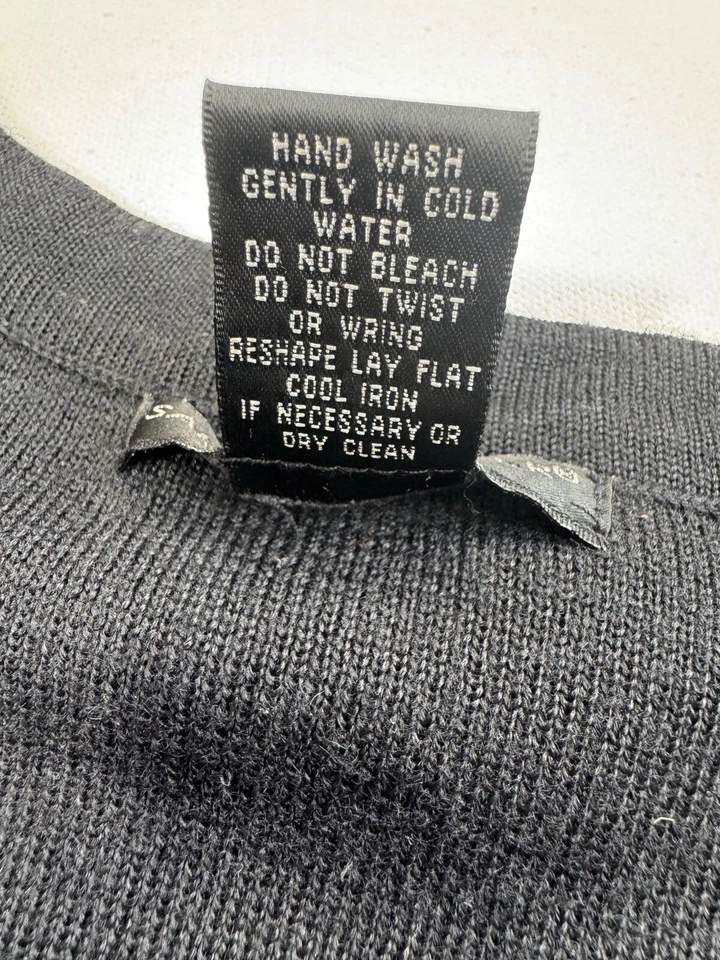 HAND WASH
GENTLY IN COLD
WATER
DO NOT BLEACH
DO NOT TWIST
OR WRING
RESHAPE LAY FLAT
COOL IRON
IF NECESSARY OR
DRY CLEAN